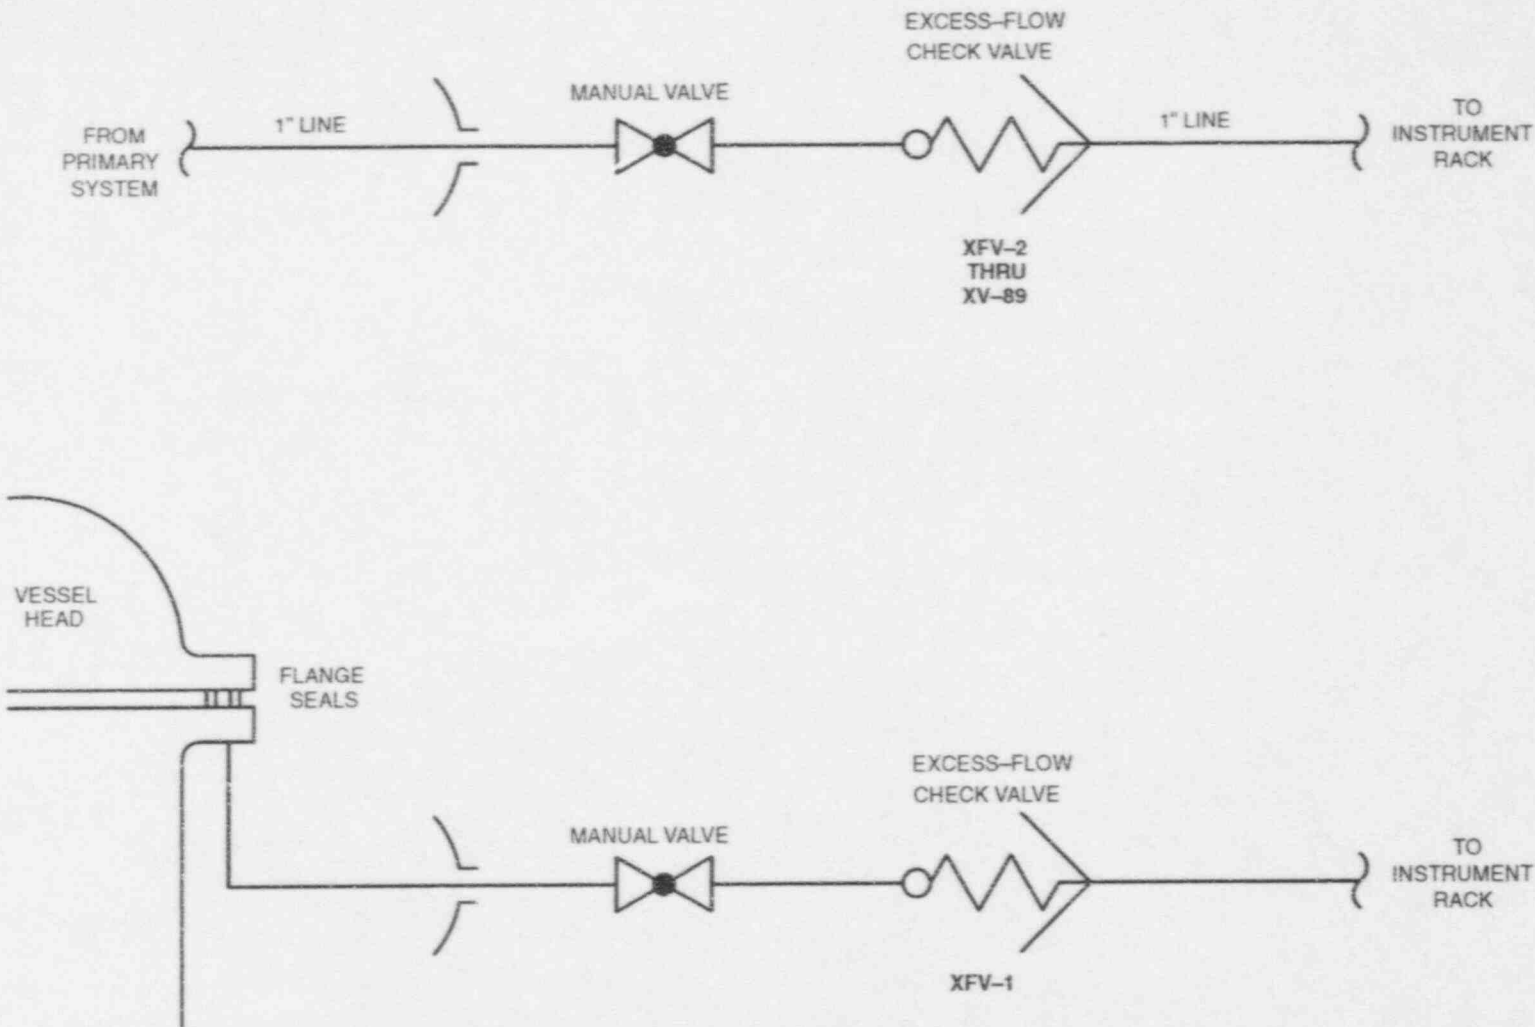 EXCESS–FLOW
CHECK VALVE
MANUAL VALVE
1" LINE
1" LINE
FROM
PRIMARY
SYSTEM
TO
INSTRUMENT
RACK
XFV–2
THRU
XV–89
VESSEL
HEAD
FLANGE
SEALS
EXCESS–FLOW
CHECK VALVE
MANUAL VALVE
TO
INSTRUMENT
RACK
XFV–1